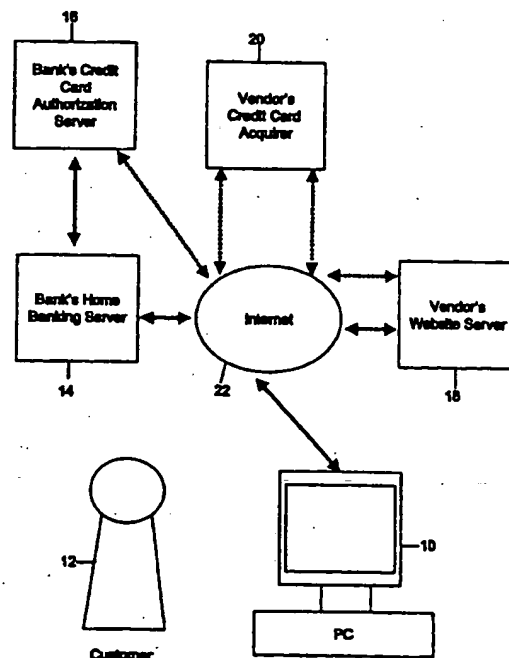 16
20
Bank's Credit
Card
Authorization
Server
Vendor's
Credit Card
Acquirer
Bank's Home
Banking Server
Internet
Vendor's
Website Server
14
22
18
12
10
PC
Customer